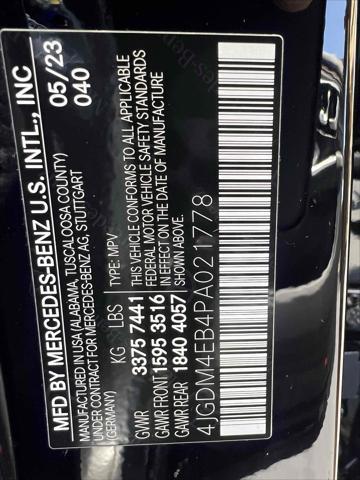 MFD BY MERCEDES-BENZ U.S. INTL., INC
MANUFACTURED IN USA (ALABAMA, TUSCALOOSA COUNTY)
UNDER CONTRACT FOR MERCEDES-BENZ AG, STUTTGART
(GERMANY)
05/23
040
KG LBS TYPE: MPV
GVWR 3375 7441
GAWR FRONT 1595 3516
GAWR REAR 1840 4057
THIS VEHICLE CONFORMS TO ALL APPLICABLE
FEDERAL MOTOR VEHICLE SAFETY STANDARDS
IN EFFECT ON THE DATE OF MANUFACTURE
SHOWN ABOVE.
4JGDM4EB4PA021778